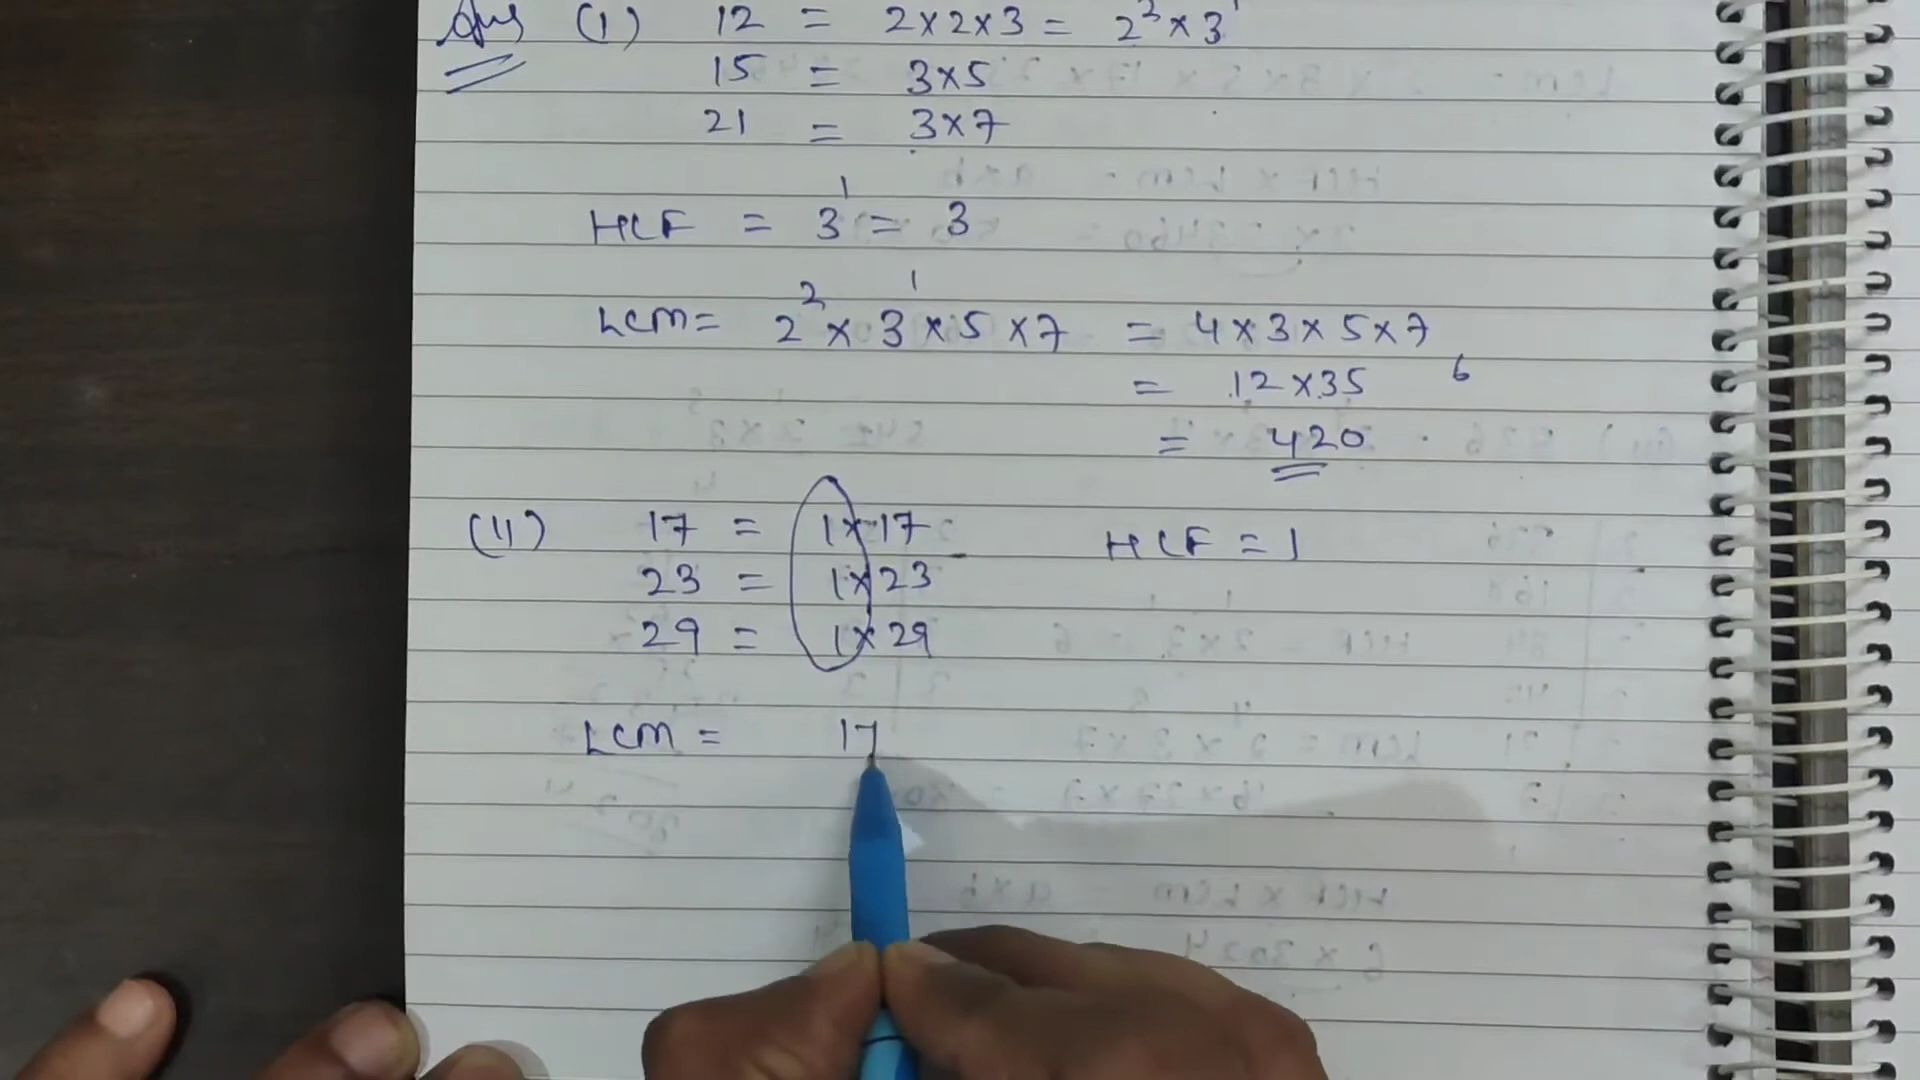 Ans (i) 12 = 2×2×3 = 2² × 3¹
15 = 3×5
21 = 3×7
HCF = 3¹ = 3
LCM = 2² × 3¹ × 5 × 7 = 4×3×5×7
= 12×35 6
= 420
(ii) 17 = 1×17 HCF = 1
23 = 1×23
29 = 1×29
LCM = 17